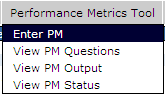 Performance Metrics Tool
Enter PM
View PM Questions
View PM Output
View PM Status